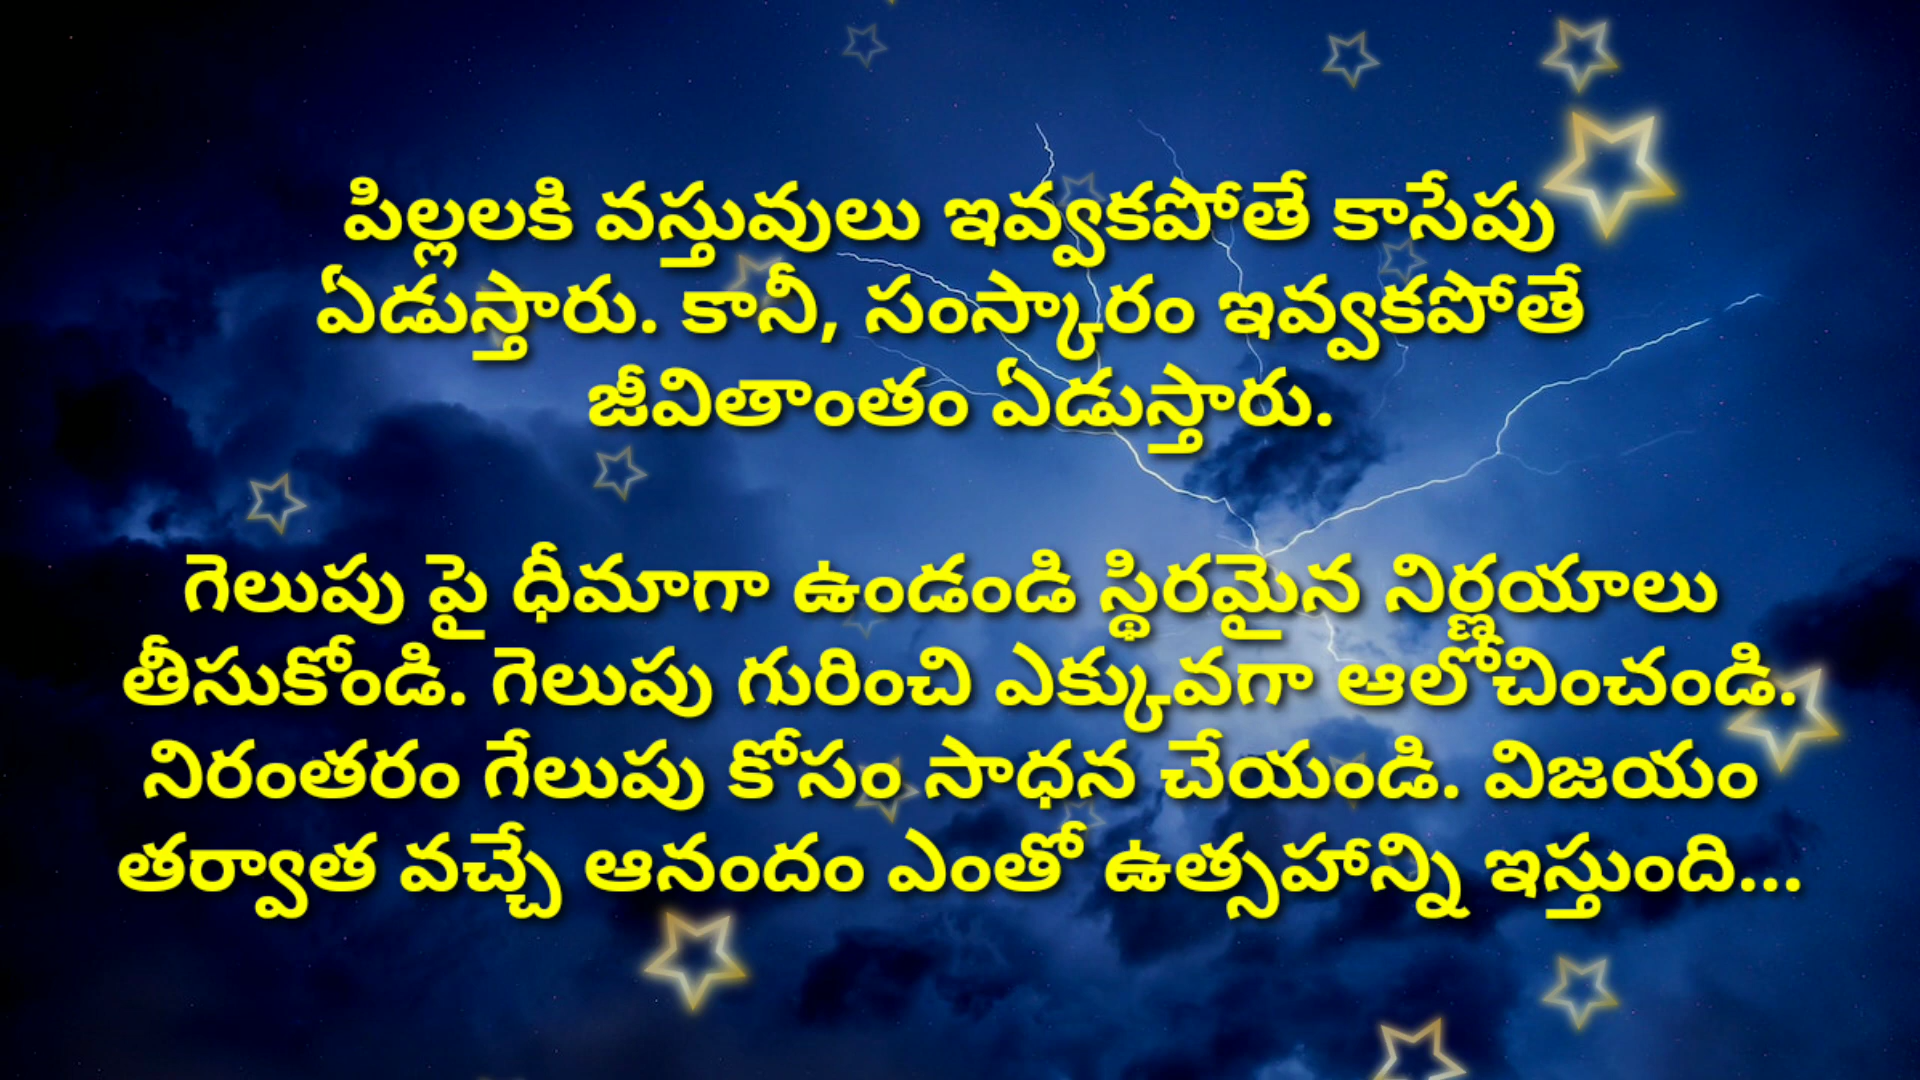 పిల్లలకి వస్తువులు ఇవ్వకపోతే కాసేపు
ఏడుస్తారు. కానీ, సంస్కారం ఇవ్వకపోతే
జీవితాంతం ఏడుస్తారు.
గెలుపు పై ధీమాగా ఉండండి స్థిరమైన నిర్ణయాలు
తీసుకోండి. గెలుపు గురించి ఎక్కువగా ఆలోచించండి.
నిరంతరం గేలుపు కోసం సాధన చేయండి. విజయం
తర్వాత వచ్చే ఆనందం ఎంతో ఉత్సహాన్ని ఇస్తుంది...